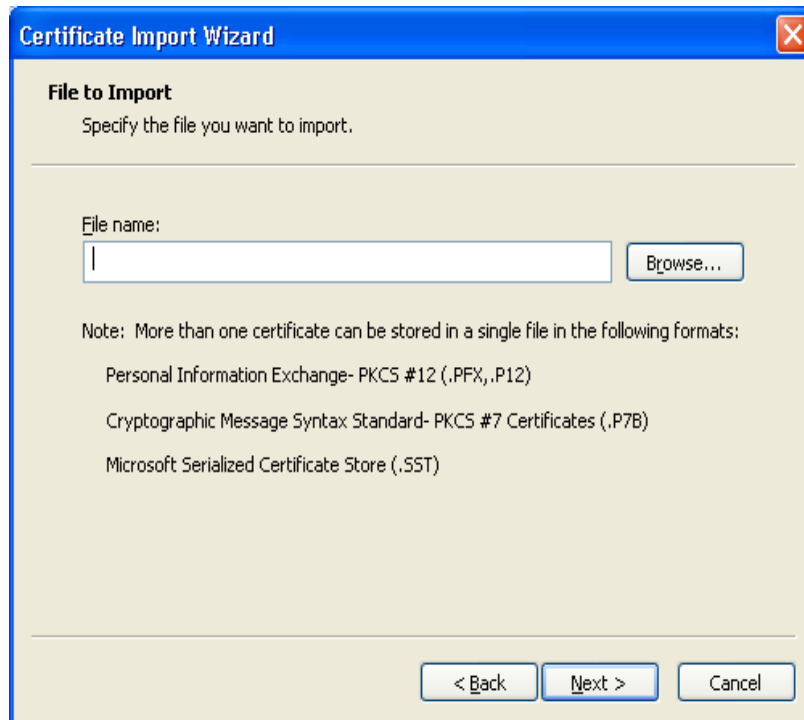 Certificate Import Wizard
File to Import
Specify the file you want to import.
File name:
Browse...
Note: More than one certificate can be stored in a single file in the following formats:
Personal Information Exchange- PKCS #12 (.PFX,.P12)
Cryptographic Message Syntax Standard- PKCS #7 Certificates (.P7B)
Microsoft Serialized Certificate Store (.SST)
< Back Next > Cancel